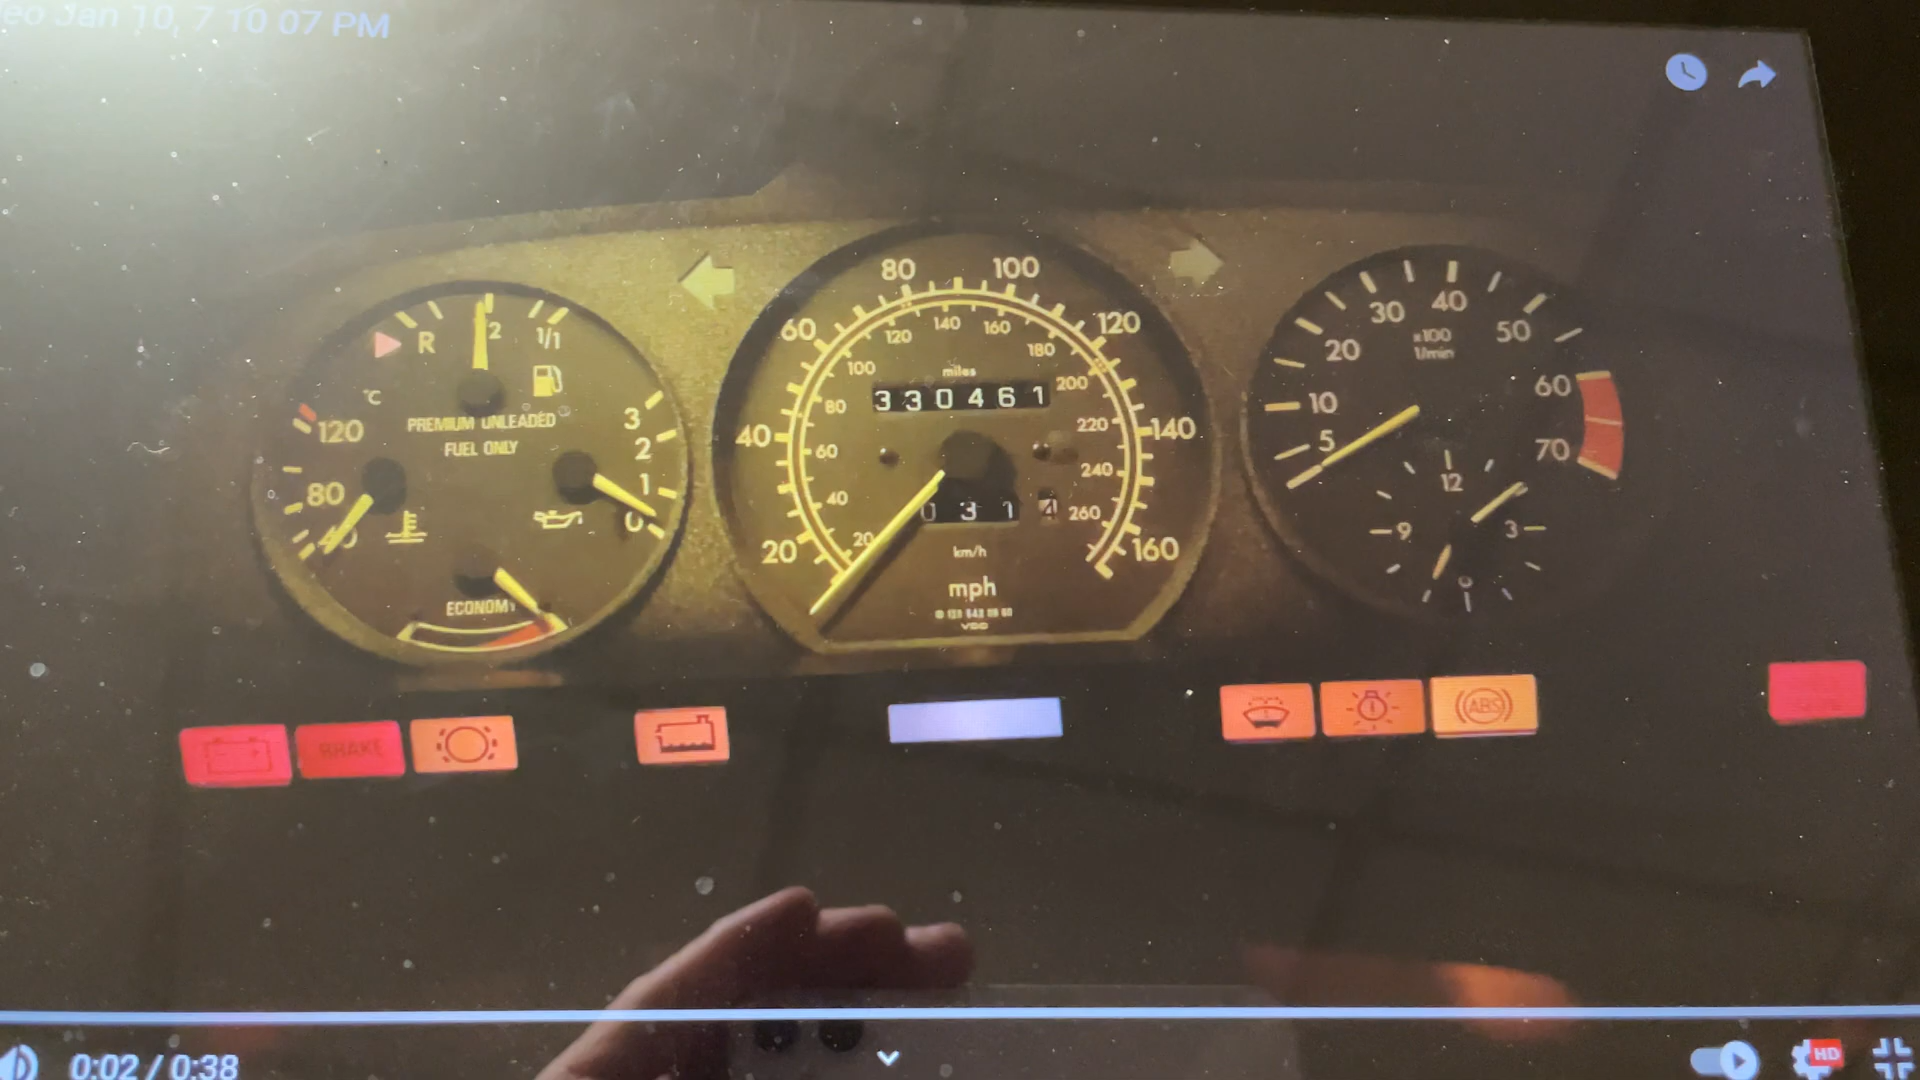 eo Jan 10, 7 10 07 PM
R
1/2
1/1
°C
PREMIUM UNLEADED
FUEL ONLY
120
80
40
3
2
1
0
ECONOMY
20
40
60
80
100
120
140
160
20
40
60
80
100
120
140
160
180
200
220
240
260
miles
330461
031 4
km/h
mph
VDO
5
10
20
30
40
50
60
70
x100
1/min
12
3
9
BRAKE
ABS
0:02 / 0:38
HD